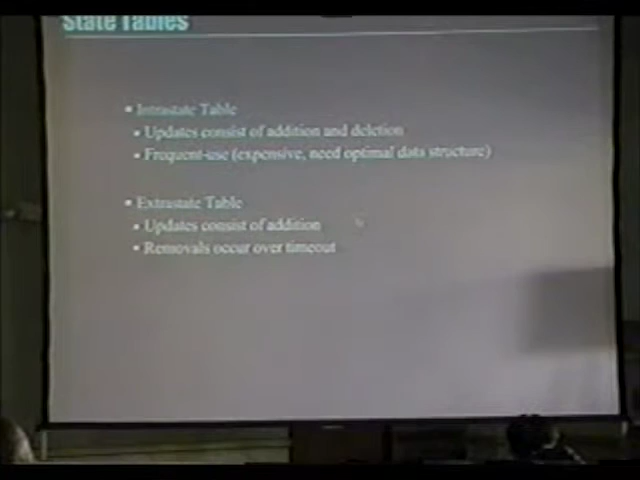 State Tables
▪ Intrastate Table
▪ Updates consist of addition and deletion
▪ Frequent-use (expensive, need optimal data structure)
▪ Extrastate Table
▪ Updates consist of addition
▪ Removals occur over timeout